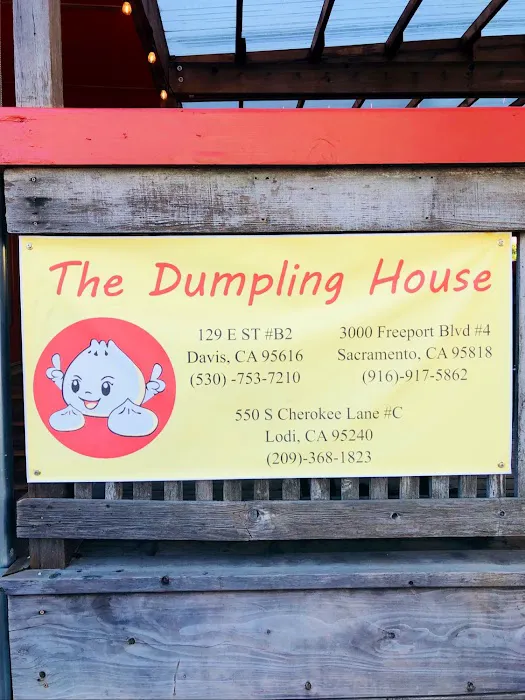 The Dumpling House
129 E ST #B2
Davis, CA 95616
(530) -753-7210
3000 Freeport Blvd #4
Sacramento, CA 95818
(916)-917-5862
550 S Cherokee Lane #C
Lodi, CA 95240
(209)-368-1823